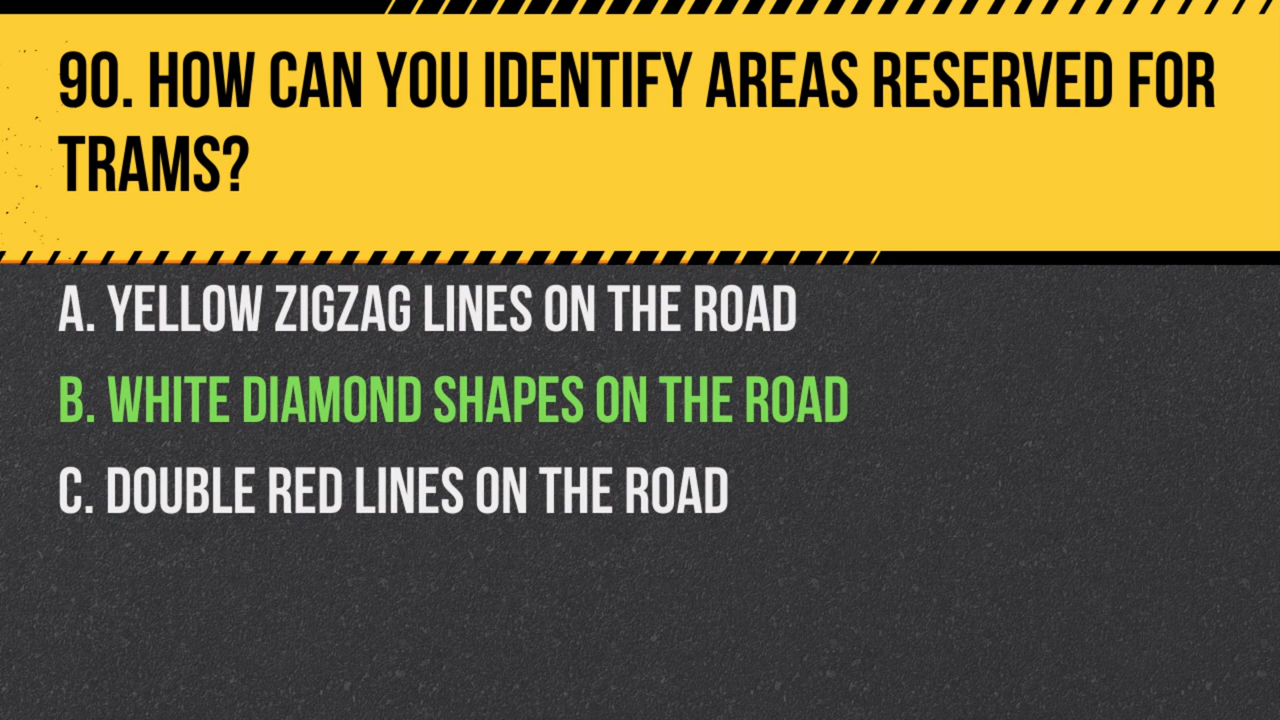 90. HOW CAN YOU IDENTIFY AREAS RESERVED FOR
TRAMS?
A. YELLOW ZIGZAG LINES ON THE ROAD
B. WHITE DIAMOND SHAPES ON THE ROAD
C. DOUBLE RED LINES ON THE ROAD